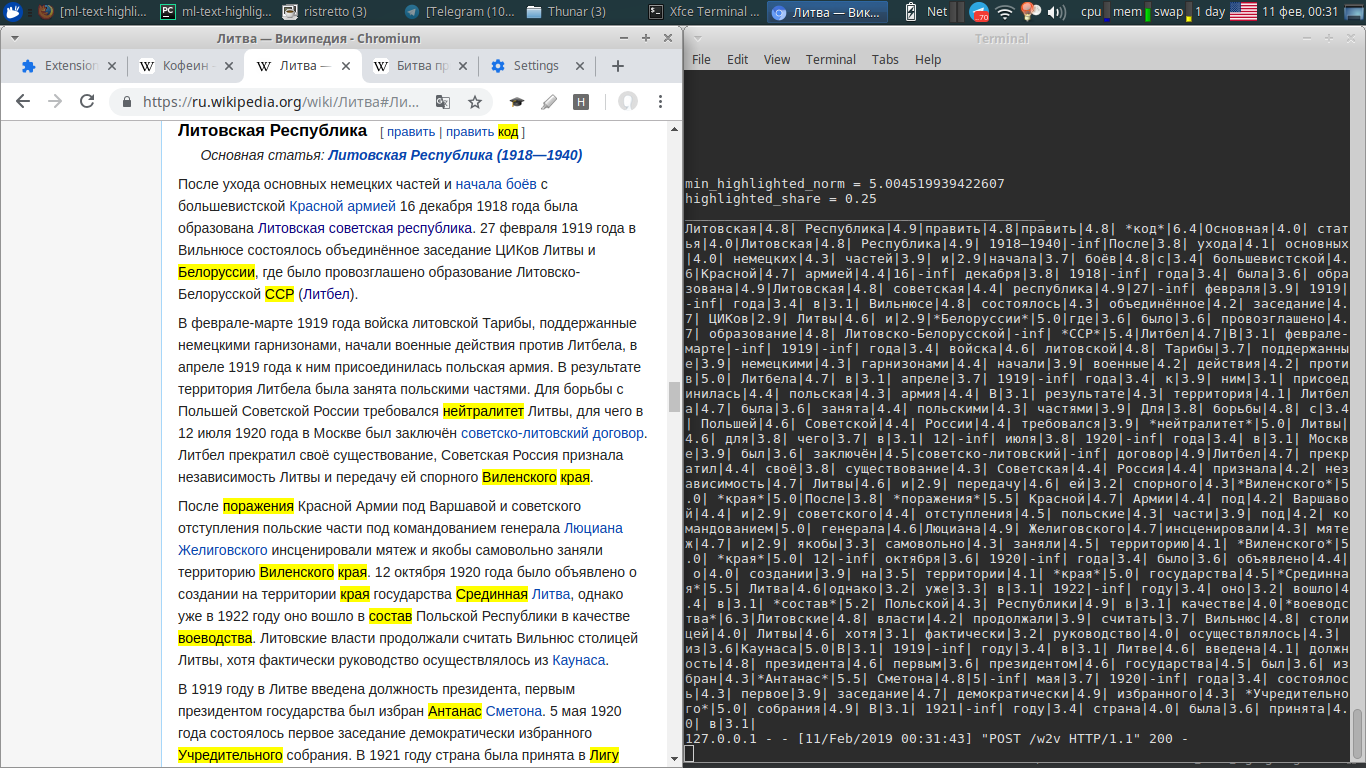 [ml-text-highli...
ml-text-highlig...
ristretto (3)
[Telegram (10...
Thunar (3)
Xfce Terminal ...
Литва — Вик...
Net
70
cpu
mem
swap
1 day
11 фев, 00:31
Литва — Википедия - Chromium
Extension
Кофеин -
Литва —
Битва пр
Settings
https://ru.wikipedia.org/wiki/Литва#Ли...
Литовская Республика [ править | править код ]
Основная статья: Литовская Республика (1918—1940)
После ухода основных немецких частей и начала боёв с
большевистской Красной армией 16 декабря 1918 года была
образована Литовская советская республика. 27 февраля 1919 года в
Вильнюсе состоялось объединённое заседание ЦИКов Литвы и
Белоруссии, где было провозглашено образование Литовско-
Белорусской ССР (Литбел).
В феврале-марте 1919 года войска литовской Тарибы, поддержанные
немецкими гарнизонами, начали военные действия против Литбела, в
апреле 1919 года к ним присоединилась польская армия. В результате
территория Литбела была занята польскими частями. Для борьбы с
Польшей Советской России требовался нейтралитет Литвы, для чего в
12 июля 1920 года в Москве был заключён советско-литовский договор.
Литбел прекратил своё существование, Советская Россия признала
независимость Литвы и передачу ей спорного Виленского края.
После поражения Красной Армии под Варшавой и советского
отступления польские части под командованием генерала Люциана
Желиговского инсценировали мятеж и якобы самовольно заняли
территорию Виленского края. 12 октября 1920 года было объявлено о
создании на территории края государства Срединная Литва, однако
уже в 1922 году оно вошло в состав Польской Республики в качестве
воеводства. Литовские власти продолжали считать Вильнюс столицей
Литвы, хотя фактически руководство осуществлялось из Каунаса.
В 1919 году в Литве введена должность президента, первым
президентом государства был избран Антанас Сметона. 5 мая 1920
года состоялось первое заседание демократически избранного
Учредительного собрания. В 1921 году страна была принята в Лигу
Terminal
File Edit View Terminal Tabs Help
min_highlighted_norm = 5.004519939422607
highlighted_share = 0.25
Литовская|4.8| Республика|4.9|править|4.8|править|4.8| *код*|6.4|Основная|4.0| стат
ья|4.0|Литовская|4.8| Республика|4.9| 1918—1940|-inf|После|3.8| ухода|4.1| основных
|4.0| немецких|4.3| частей|3.9| и|2.9|начала|3.7| боёв|4.8|с|3.4| большевистской|4.
6|Красной|4.7| армией|4.4|16|-inf| декабря|3.8| 1918|-inf| года|3.4| была|3.6| обра
зована|4.9|Литовская|4.8| советская|4.4| республика|4.9|27|-inf| февраля|3.9| 1919|
-inf| года|3.4| в|3.1| Вильнюсе|4.8| состоялось|4.3| объединённое|4.2| заседание|4.
7| ЦИКов|2.9| Литвы|4.6| и|2.9|*Белоруссии*|5.0|где|3.6| было|3.6| провозглашено|4.
7| образование|4.8| Литовско-Белорусской|-inf| *ССР*|5.4|Литбел|4.7|В|3.1| феврале-
марте|-inf| 1919|-inf| года|3.4| войска|4.6| литовской|4.8| Тарибы|3.7| поддержанны
е|3.9| немецкими|4.3| гарнизонами|4.4| начали|3.9| военные|4.2| действия|4.2| проти
в|5.0| Литбела|4.7| в|3.1| апреле|3.7| 1919|-inf| года|3.4| к|3.9| ним|3.1| присоед
инилась|4.4| польская|4.3| армия|4.4| В|3.1| результате|4.3| территория|4.1| Литбел
а|4.7| была|3.6| занята|4.4| польскими|4.3| частями|3.9| Для|3.8| борьбы|4.8| с|3.4
| Польшей|4.6| Советской|4.4| России|4.4| требовался|3.9| *нейтралитет*|5.0| Литвы|
4.6| для|3.8| чего|3.7| в|3.1| 12|-inf| июля|3.8| 1920|-inf| года|3.4| в|3.1| Москв
е|3.9| был|3.6| заключён|4.5|советско-литовский|-inf| договор|4.9|Литбел|4.7| прекр
атил|4.4| своё|3.8| существование|4.3| Советская|4.4| Россия|4.4| признала|4.2| нез
ависимость|4.7| Литвы|4.6| и|2.9| передачу|4.6| ей|3.2| спорного|4.3|*Виленского*|5
.0| *края*|5.0|После|3.8| *поражения*|5.5| Красной|4.7| Армии|4.4| под|4.2| Варшаво
й|4.4| и|2.9| советского|4.4| отступления|4.5| польские|4.3| части|3.9| под|4.2| ко
мандованием|5.0| генерала|4.6|Люциана|4.9| Желиговского|4.7|инсценировали|4.3| мяте
ж|4.7| и|2.9| якобы|3.3| самовольно|4.3| заняли|4.5| территорию|4.1| *Виленского*|5
.0| *края*|5.0| 12|-inf| октября|3.6| 1920|-inf| года|3.4| было|3.6| объявлено|4.4|
о|4.0| создании|3.9| на|3.5| территории|4.1| *края*|5.0| государства|4.5|*Срединна
я*|5.5| Литва|4.6|однако|3.2| уже|3.3| в|3.1| 1922|-inf| году|3.4| оно|3.2| вошло|4
.4| в|3.1| *состав*|5.2| Польской|4.3| Республики|4.9| в|3.1| качестве|4.0|*воеводс
тва*|6.3|Литовские|4.8| власти|4.2| продолжали|3.9| считать|3.7| Вильнюс|4.8| столи
цей|4.0| Литвы|4.6| хотя|3.1| фактически|3.2| руководство|4.0| осуществлялось|4.3|
из|3.6|Каунаса|5.0|В|3.1| 1919|-inf| году|3.4| в|3.1| Литве|4.6| введена|4.1| должн
ость|4.8| президента|4.6| первым|3.6| президентом|4.6| государства|4.5| был|3.6| из
бран|4.3|*Антанас*|5.5| Сметона|4.8|5|-inf| мая|3.7| 1920|-inf| года|3.4| состоялос
ь|4.3| первое|3.9| заседание|4.7| демократически|4.9| избранного|4.3| *Учредительно
го*|5.0| собрания|4.9| В|3.1| 1921|-inf| году|3.4| страна|4.0| была|3.6| принята|4.
0| в|3.1|
127.0.0.1 - - [11/Feb/2019 00:31:43] "POST /w2v HTTP/1.1" 200 -